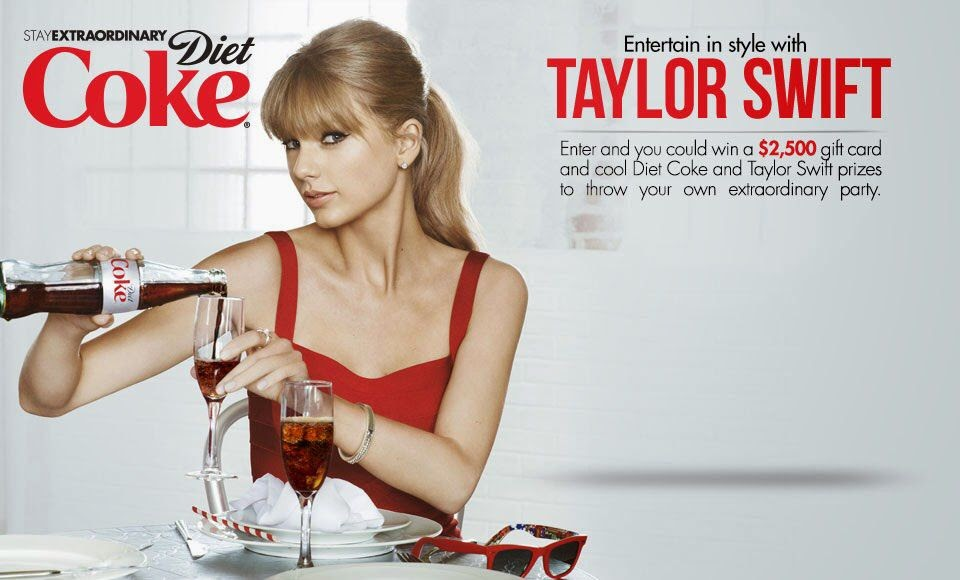 STAYEXTRAORDINARY
Diet
Coke®
Entertain in style with
TAYLOR SWIFT
Enter and you could win a $2,500 gift card
and cool Diet Coke and Taylor Swift prizes
to throw your own extraordinary party.
Diet
Coke